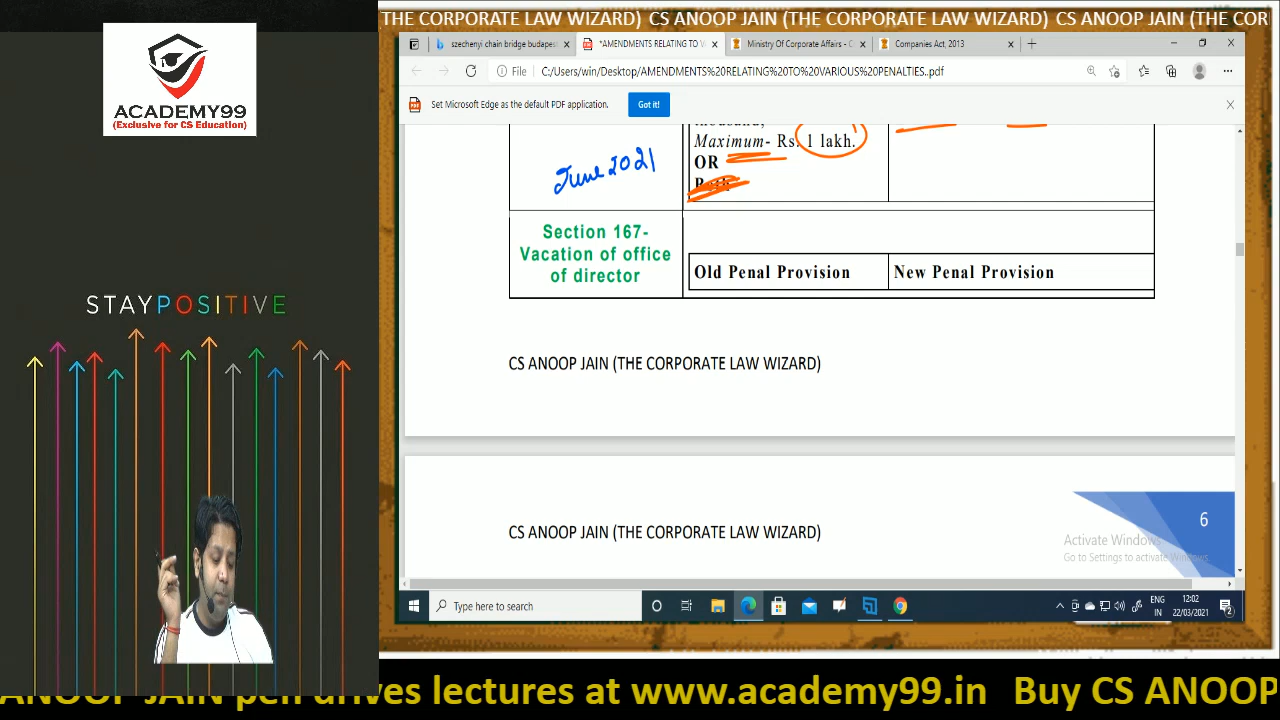 THE CORPORATE LAW WIZARD) CS ANOOP JAIN (THE CORPORATE LAW WIZARD) CS ANOOP JAIN (THE COR
ACADEMY99
(Exclusive for CS Education)
STAYPOSITIVE
szechenyi chain bridge budapes
*AMENDMENTS RELATING TO V
Ministry Of Corporate Affairs - C
Companies Act, 2013
File
C:/Users/win/Desktop/AMENDMENTS%20RELATING%20TO%20VARIOUS%20PENALTIES..pdf
Set Microsoft Edge as the default PDF application.
Got it!
Maximum- Rs. 1 lakh.
OR
June 2021
Section 167-
Vacation of office
of director
Old Penal Provision
New Penal Provision
CS ANOOP JAIN (THE CORPORATE LAW WIZARD)
CS ANOOP JAIN (THE CORPORATE LAW WIZARD)
6
Activate Windows
Go to Settings to activate Windows.
Type here to search
ENG
IN
12:02
22/03/2021
2
ANOOP JAIN pen drives lectures at www.academy99.in Buy CS ANOOP